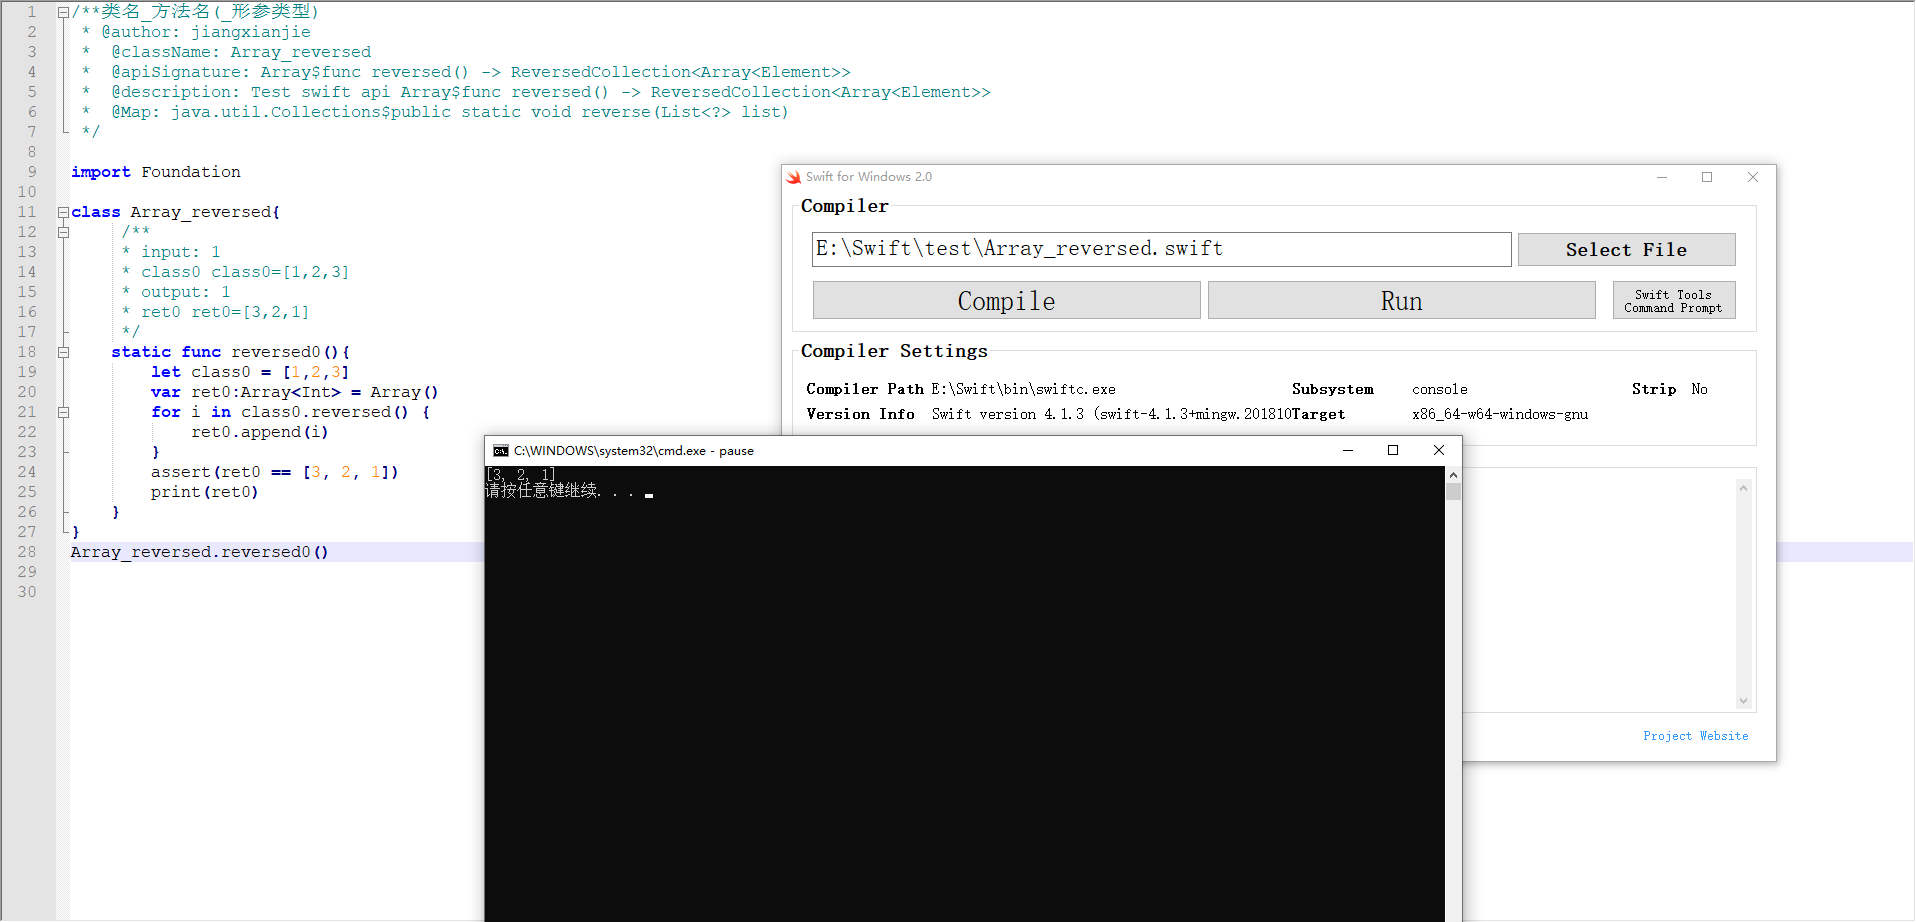 1 /**类名_方法名(_形参类型)
2 * @author: jiangxianjie
3 * @className: Array_reversed
4 * @apiSignature: Array$func reversed() -> ReversedCollection<Array<Element>>
5 * @description: Test swift api Array$func reversed() -> ReversedCollection<Array<Element>>
6 * @Map: java.util.Collections$public static void reverse(List<?> list)
7 */
8
9 import Foundation
10
11 class Array_reversed{
12 /**
13 * input: 1
14 * class0 class0=[1,2,3]
15 * output: 1
16 * ret0 ret0=[3,2,1]
17 */
18 static func reversed0(){
19 let class0 = [1,2,3]
20 var ret0:Array<Int> = Array()
21 for i in class0.reversed() {
22 ret0.append(i)
23 }
24 assert(ret0 == [3, 2, 1])
25 print(ret0)
26 }
27 }
28 Array_reversed.reversed0()
29
30
Swift for Windows 2.0
Compiler
E:\Swift\test\Array_reversed.swift
Select File
Compile
Run
Swift Tools
Command Prompt
Compiler Settings
Compiler Path E:\Swift\bin\swiftc.exe Subsystem console Strip No
Version Info Swift version 4.1.3 (swift-4.1.3+mingw.201810 Target x86_64-w64-windows-gnu
Project Website
C:\WINDOWS\system32\cmd.exe - pause
[3, 2, 1]
请按任意键继续. . .